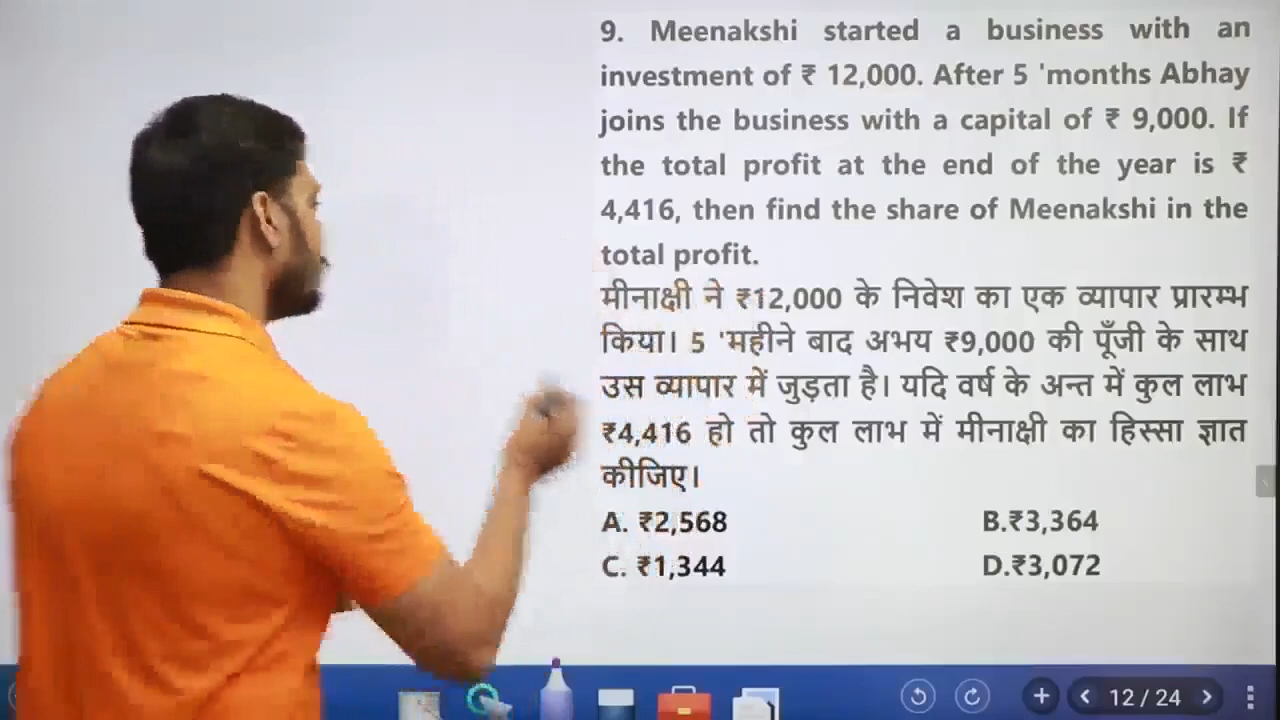 9. Meenakshi started a business with an
investment of ₹ 12,000. After 5 'months Abhay
joins the business with a capital of ₹ 9,000. If
the total profit at the end of the year is ₹
4,416, then find the share of Meenakshi in the
total profit.
मीनाक्षी ने ₹12,000 के निवेश का एक व्यापार प्रारम्भ
किया। 5 'महीने बाद अभय ₹9,000 की पूँजी के साथ
उस व्यापार में जुड़ता है। यदि वर्ष के अन्त में कुल लाभ
₹4,416 हो तो कुल लाभ में मीनाक्षी का हिस्सा ज्ञात
कीजिए।
A. ₹2,568 B.₹3,364
C. ₹1,344 D.₹3,072
12 / 24